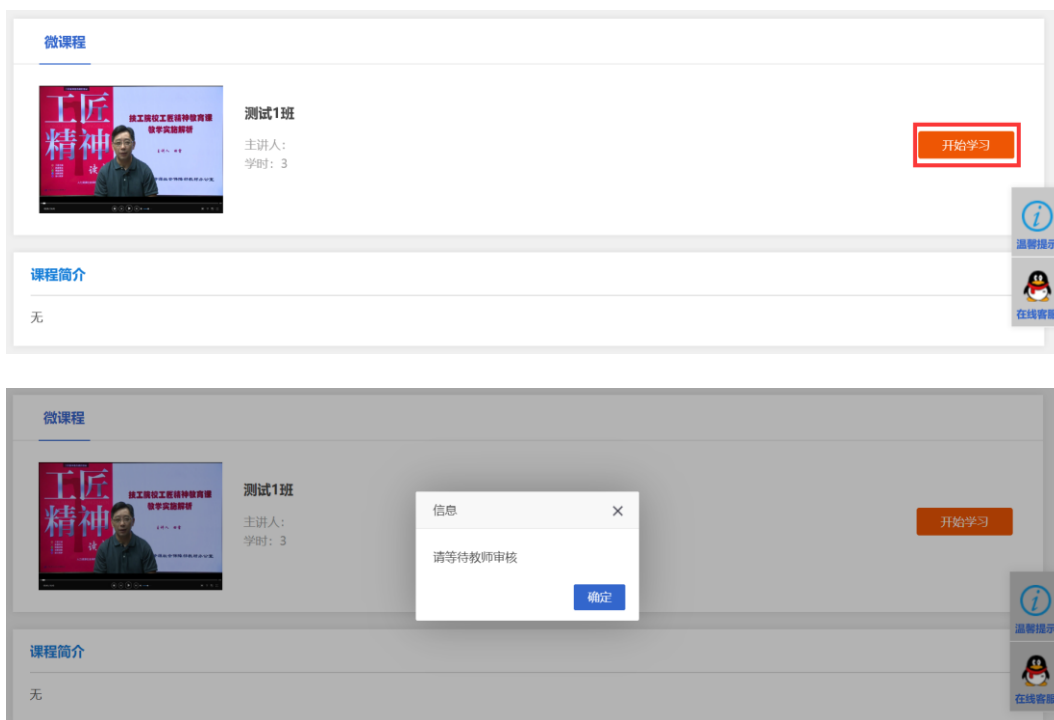 微课程
工匠
精神
技工院校工匠精神教育课
教学实施解析
测试1班
主讲人：
学时：3
开始学习
温馨提示
在线客服
课程简介
无
微课程
工匠
精神
技工院校工匠精神教育课
教学实施解析
测试1班
主讲人：
学时：3
信息
请等待教师审核
确定
开始学习
温馨提示
在线客服
课程简介
无